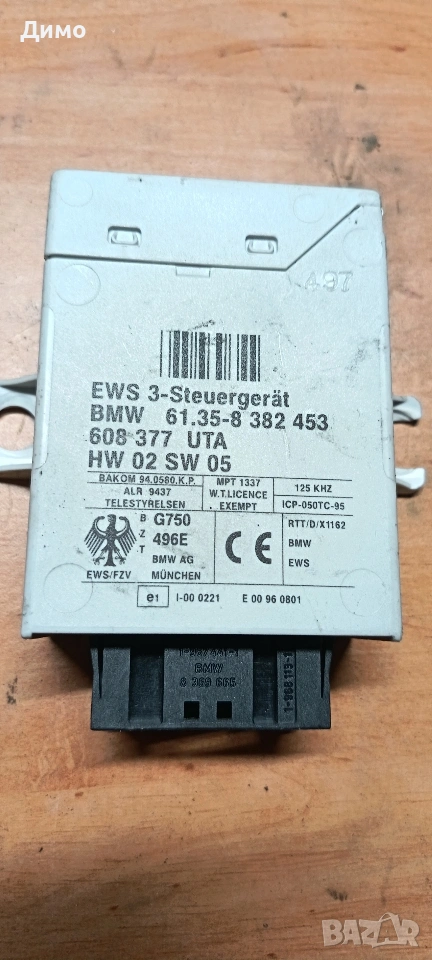 Димо
497
EWS 3-Steuergerät
BMW 61.35-8 382 453
608 377 UTA
HW 02 SW 05
BAKOM 94.0580.K.P.
ALR 9437
TELESTYRELSEN
MPT 1337
W.T.LICENCE
EXEMPT
125 KHZ
ICP-050TC-95
B
Z
T
G750
496E
BMW AG
MÜNCHEN
EWS/FZV
CE
RTT/D/X1162
BMW
EWS
e1
I-00 0221
E 00 96 0801
BMW
BAZAR